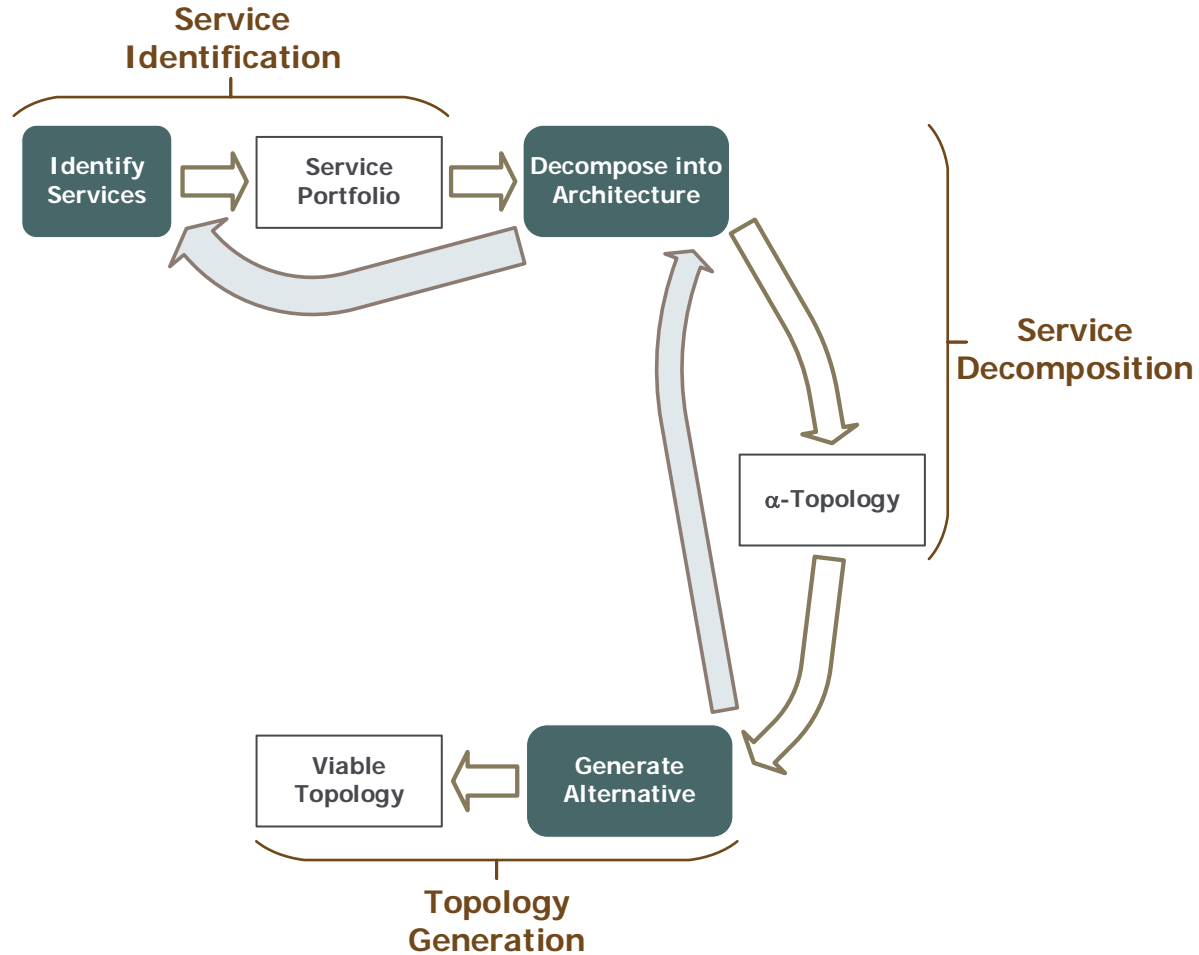 Service
Identification
Identify
Services
Service
Portfolio
Decompose into
Architecture
Service
Decomposition
α-Topology
Viable
Topology
Generate
Alternative
Topology
Generation